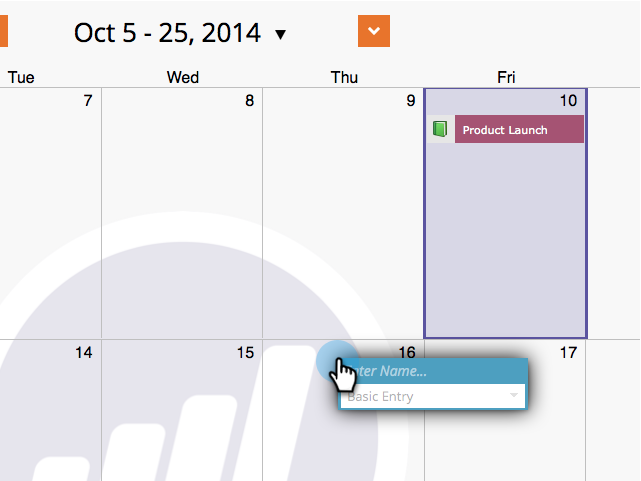 Oct 5 - 25, 2014
Tue Wed Thu Fri
7 8 9 10
Product Launch
14 15 16 17
nter Name...
Basic Entry